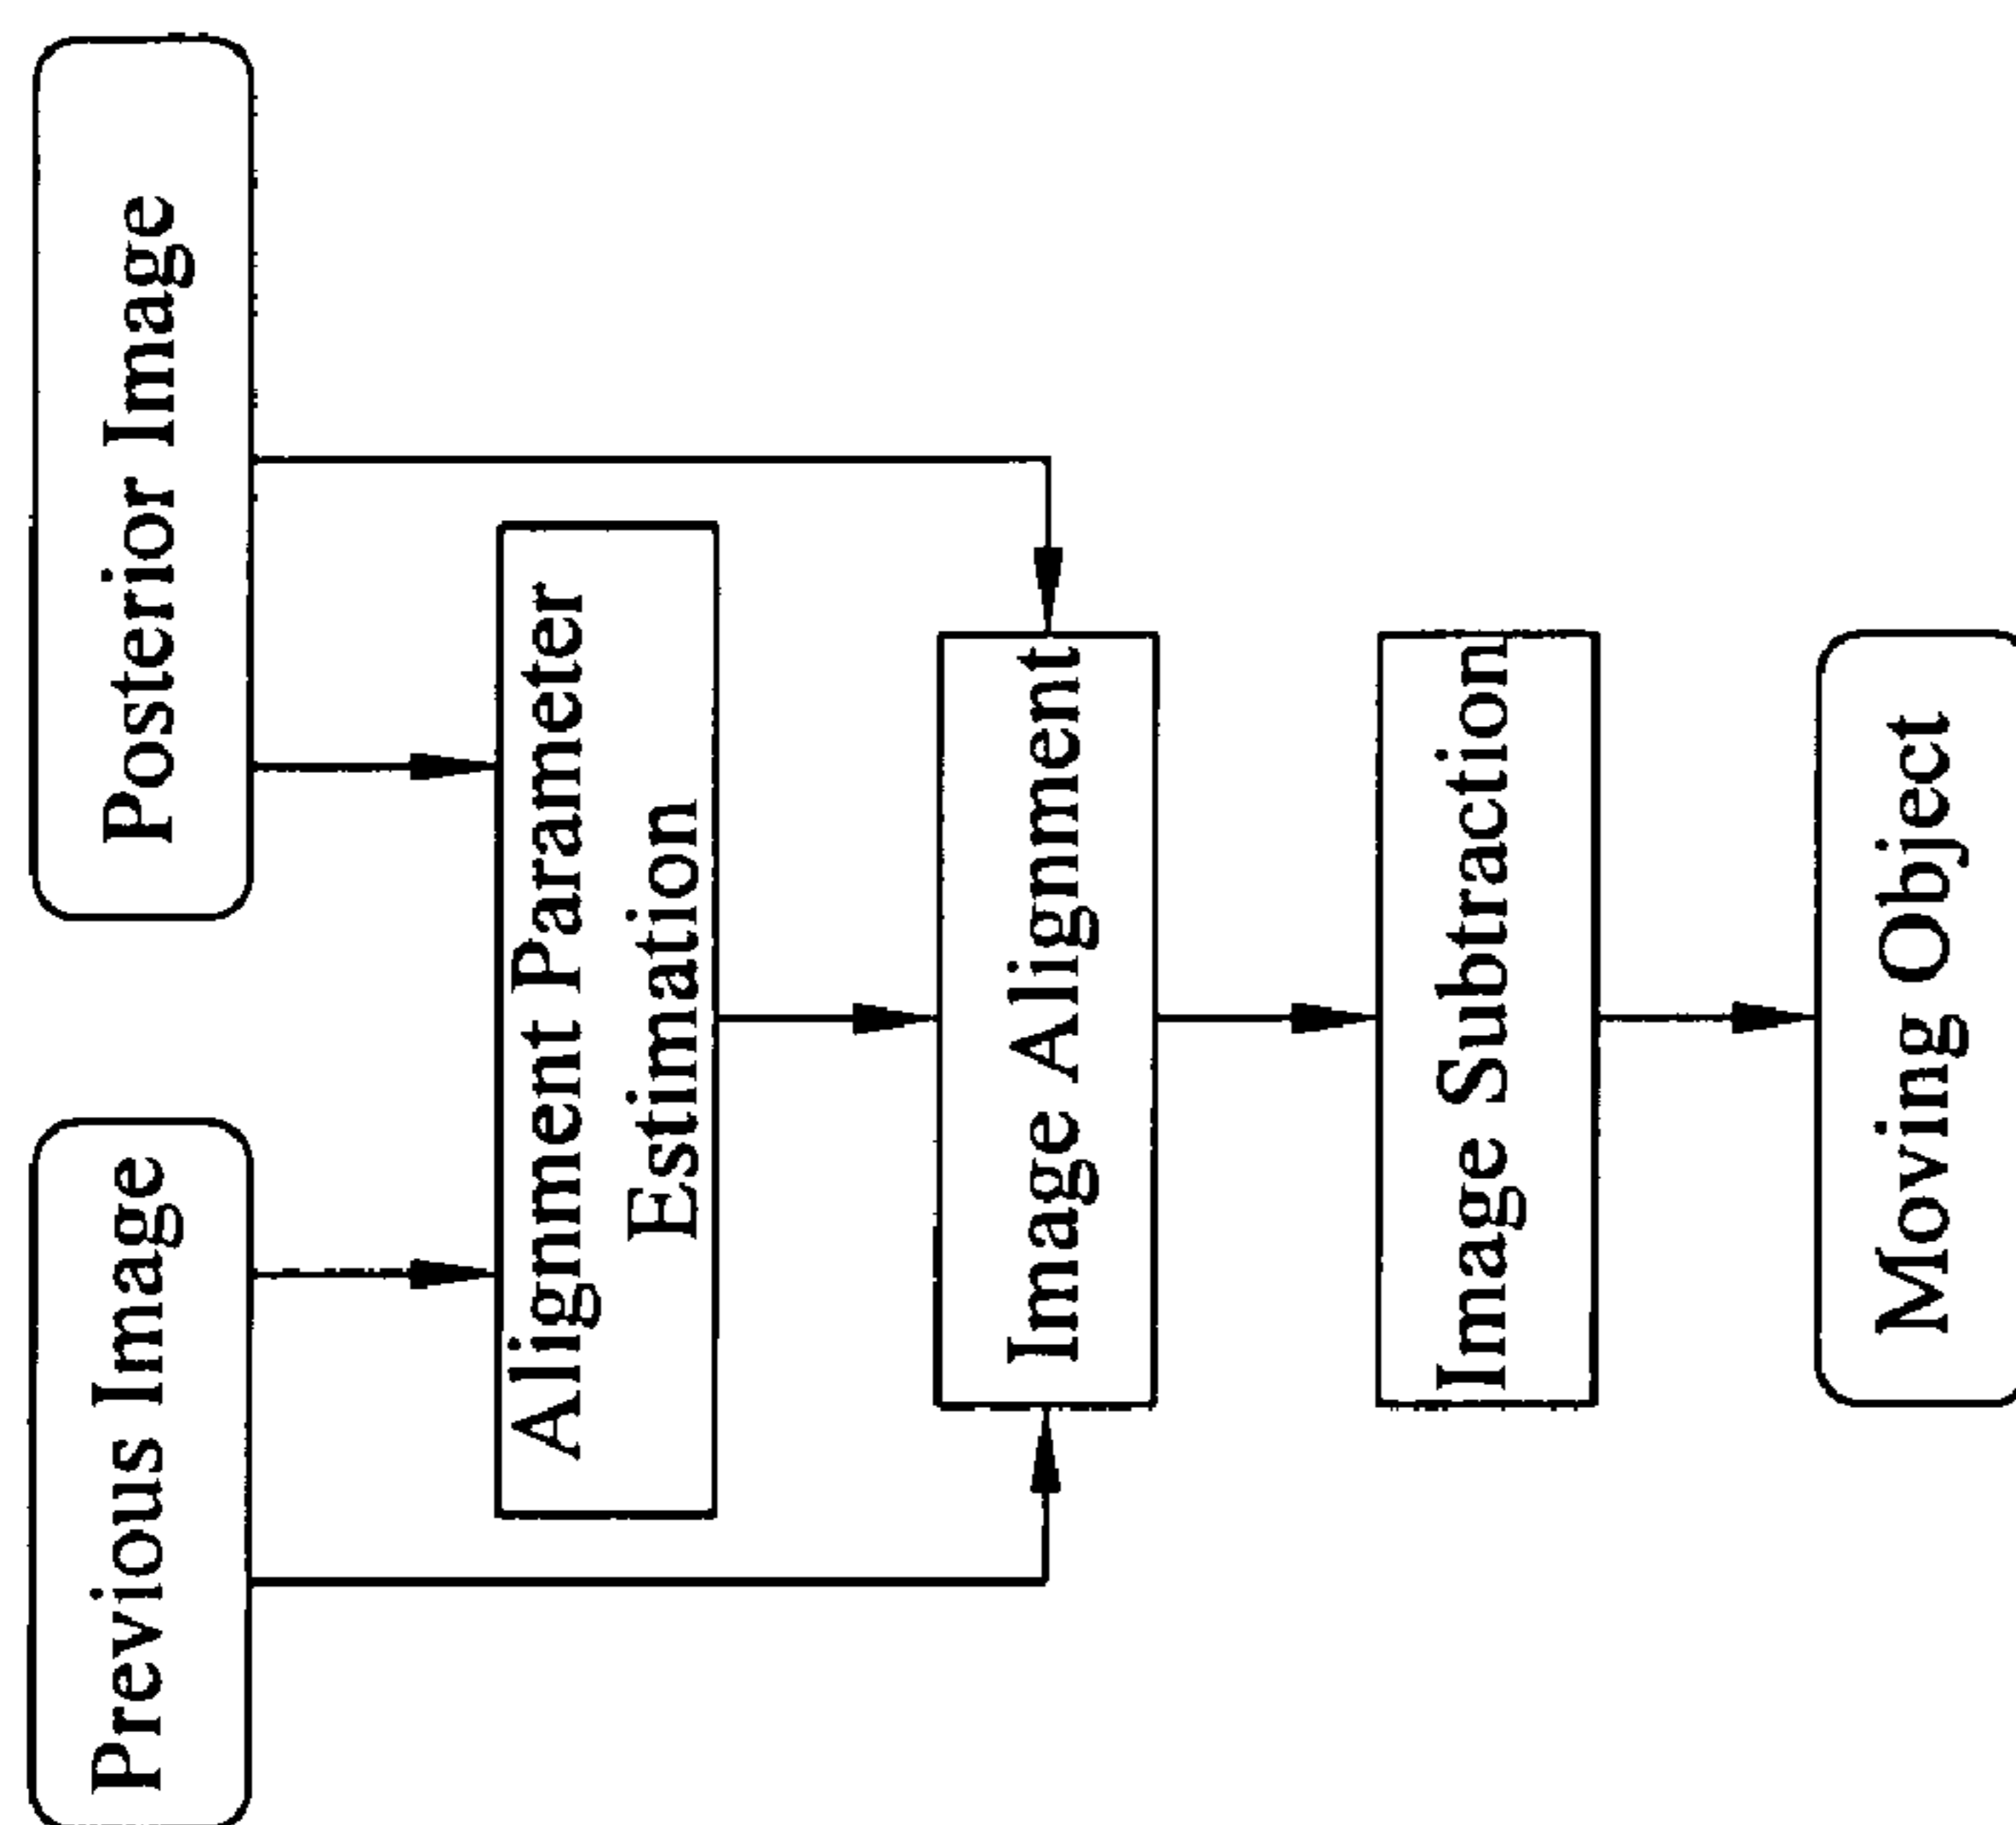 Previous Image
Posterior Image
Alignment Parameter
Estimation
Image Alignment
Image Subtraction
Moving Object